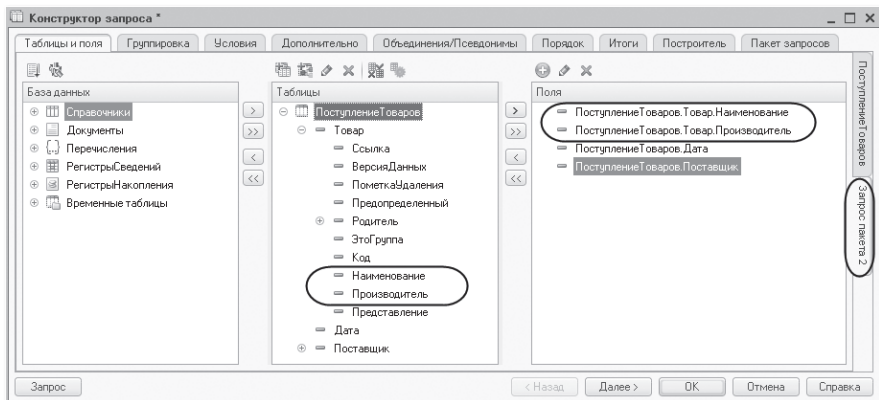 Конструктор запроса *
Таблицы и поля
Группировка
Условия
Дополнительно
Объединения/Псевдонимы
Порядок
Итоги
Построитель
Пакет запросов
База данных
Справочники
Документы
Перечисления
РегистрыСведений
РегистрыНакопления
Временные таблицы
>
>>
<
<<
Таблицы
ПоступлениеТоваров
Товар
Ссылка
ВерсияДанных
ПометкаУдаления
Предопределенный
Родитель
ЭтоГруппа
Код
Наименование
Производитель
Представление
Дата
Поставщик
>
>>
<
<<
Поля
ПоступлениеТоваров.Товар.Наименование
ПоступлениеТоваров.Товар.Производитель
ПоступлениеТоваров.Дата
ПоступлениеТоваров.Поставщик
ПоступлениеТоваров
Запрос пакета 2
Запрос
< Назад
Далее >
ОК
Отмена
Справка